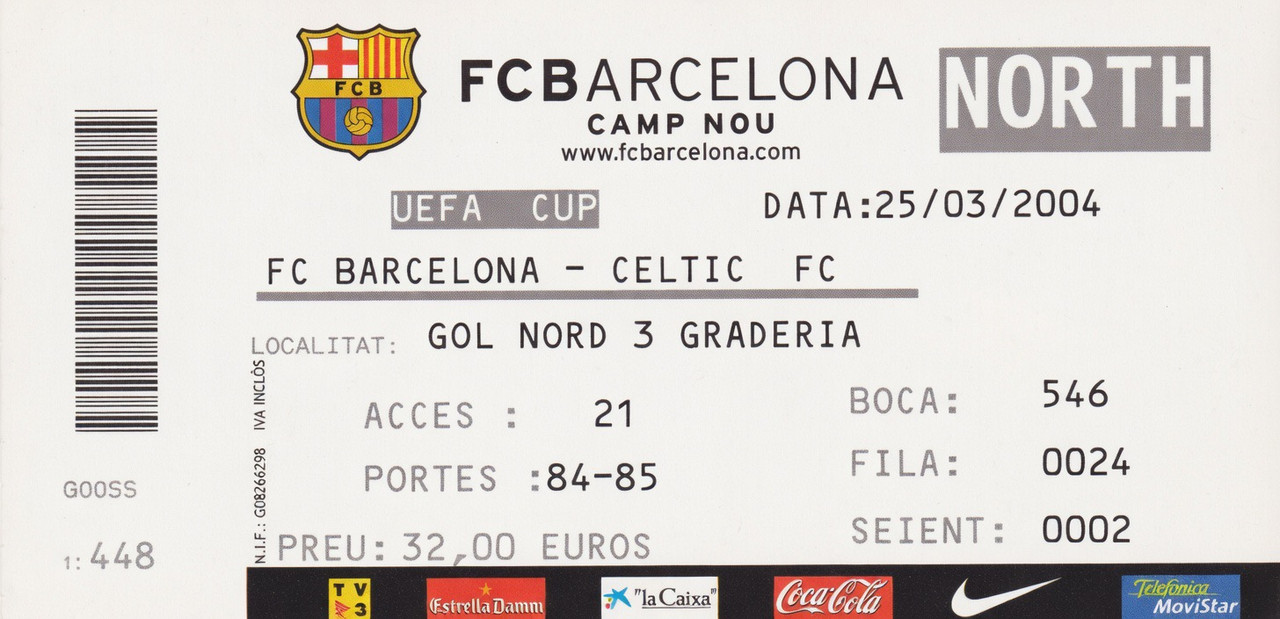 FCB
FCBARCELONA
CAMP NOU
www.fcbarcelona.com
NORTH
UEFA CUP
DATA:25/03/2004
FC BARCELONA - CELTIC FC
LOCALITAT: GOL NORD 3 GRADERIA
ACCES : 21
BOCA: 546
PORTES :84-85
FILA: 0024
SEIENT: 0002
PREU: 32,00 EUROS
N.I.F.: G08266298 IVA INCLÒS
GOOSS
1: 448
TV3
Estrella Damm
"la Caixa"
Coca-Cola
Telefónica
MoviStar